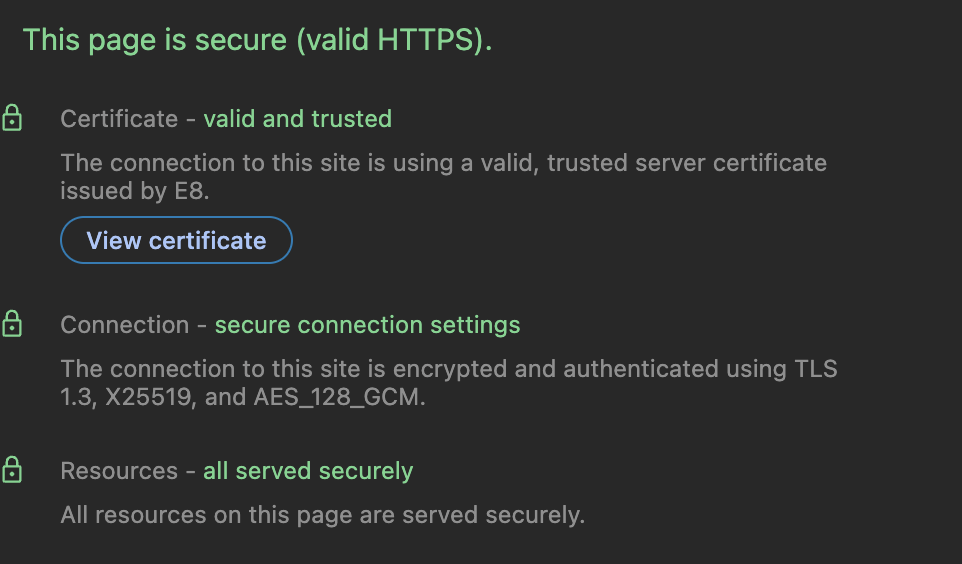 This page is secure (valid HTTPS).
Certificate - valid and trusted
The connection to this site is using a valid, trusted server certificate
issued by E8.
View certificate
Connection - secure connection settings
The connection to this site is encrypted and authenticated using TLS
1.3, X25519, and AES_128_GCM.
Resources - all served securely
All resources on this page are served securely.